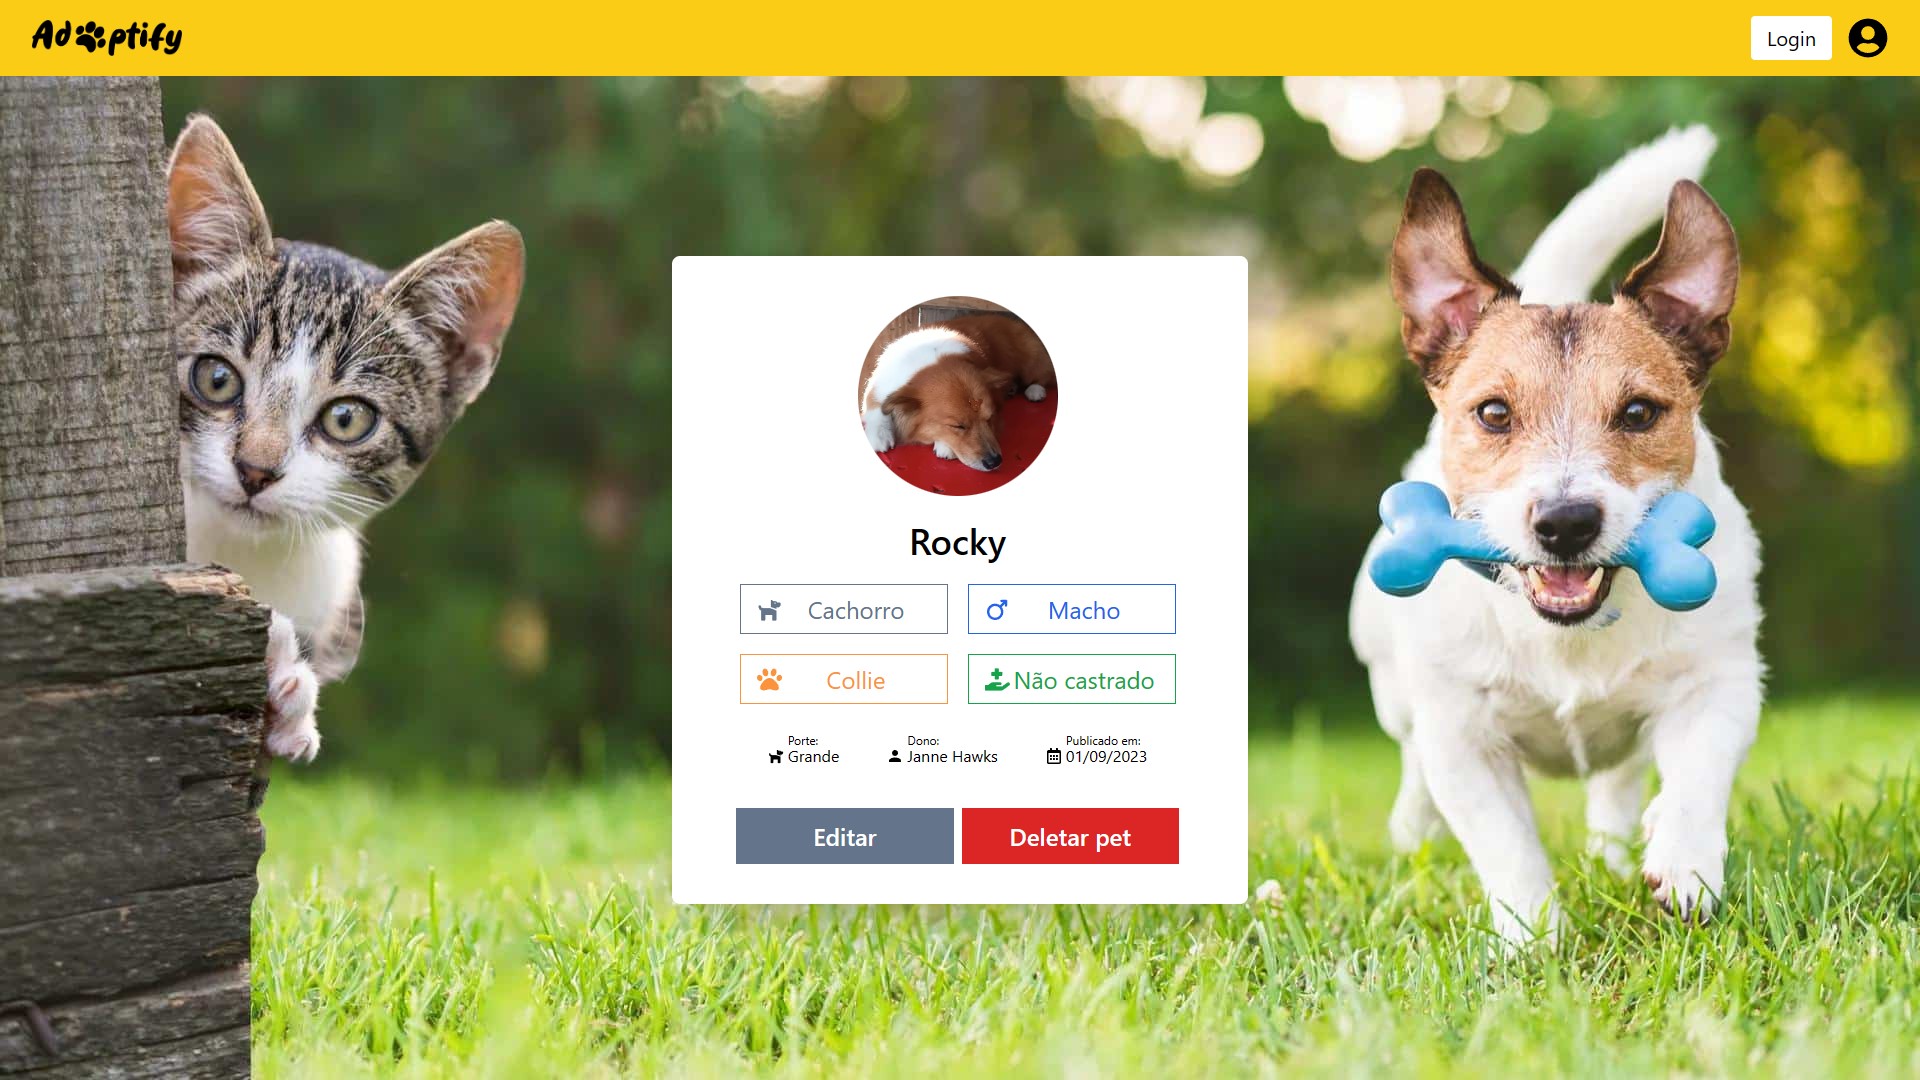 Adoptify
Login
Rocky
Cachorro
Macho
Collie
Não castrado
Porte:
Grande
Dono:
Janne Hawks
Publicado em:
01/09/2023
Editar
Deletar pet